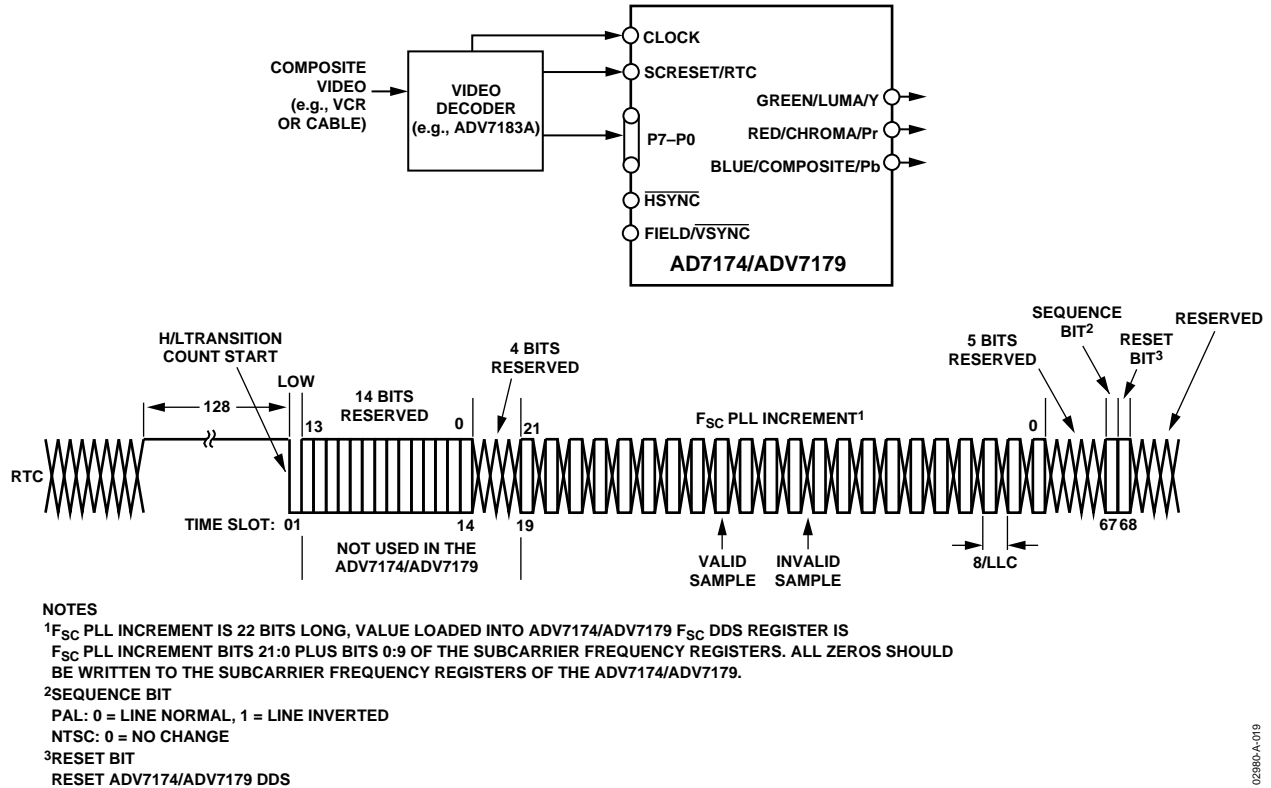 CLOCK
COMPOSITE
VIDEO
(e.g., VCR
OR CABLE)
VIDEO
DECODER
(e.g., ADV7183A)
SCRESET/RTC
P7–P0
HSYNC
FIELD/VSYNC
GREEN/LUMA/Y
RED/CHROMA/Pr
BLUE/COMPOSITE/Pb
AD7174/ADV7179
H/LTRANSITION
COUNT START
LOW
128
13
14 BITS
RESERVED
0
4 BITS
RESERVED
21
FSC PLL INCREMENT1
0
5 BITS
RESERVED
SEQUENCE
BIT2
RESET
BIT3
RESERVED
RTC
TIME SLOT: 01
14
19
67 68
NOT USED IN THE
ADV7174/ADV7179
VALID
SAMPLE
INVALID
SAMPLE
8/LLC
NOTES
1FSC PLL INCREMENT IS 22 BITS LONG, VALUE LOADED INTO ADV7174/ADV7179 FSC DDS REGISTER IS
FSC PLL INCREMENT BITS 21:0 PLUS BITS 0:9 OF THE SUBCARRIER FREQUENCY REGISTERS. ALL ZEROS SHOULD
BE WRITTEN TO THE SUBCARRIER FREQUENCY REGISTERS OF THE ADV7174/ADV7179.
2SEQUENCE BIT
PAL: 0 = LINE NORMAL, 1 = LINE INVERTED
NTSC: 0 = NO CHANGE
3RESET BIT
RESET ADV7174/ADV7179 DDS
02980-A-019